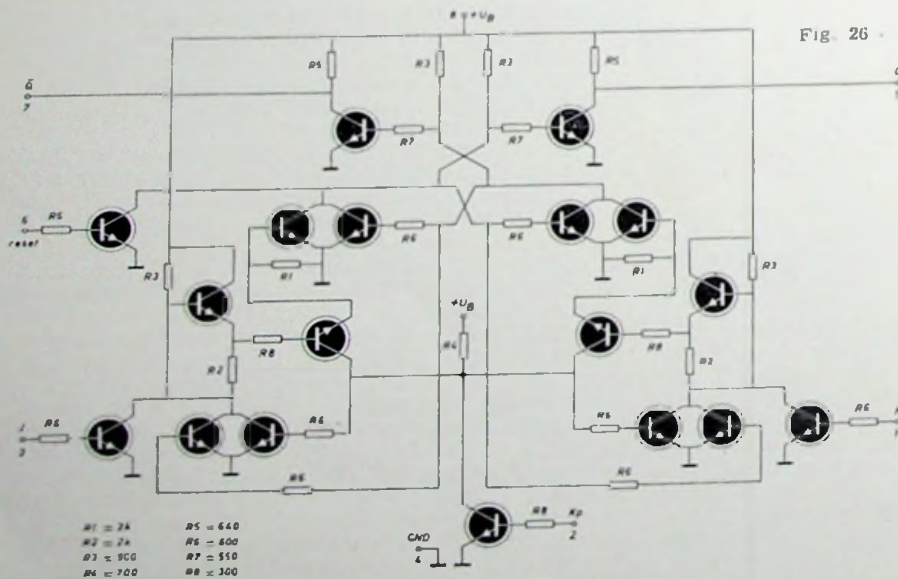 8 +U_B
Fig. 26
R5
R3
R3
R5
Q̄
7
R7
R7
6
R5
reset
R6
R6
R3
R1
R1
R3
+U_B
R4
R8
R8
R2
R2
J
R6
3
R6
R6
R6
R6
R6
R8
Kp
2
GND
4
R1 = 2k
R2 = 2k
R3 = 900
R4 = 700
R5 = 640
R6 = 600
R7 = 550
R8 = 300